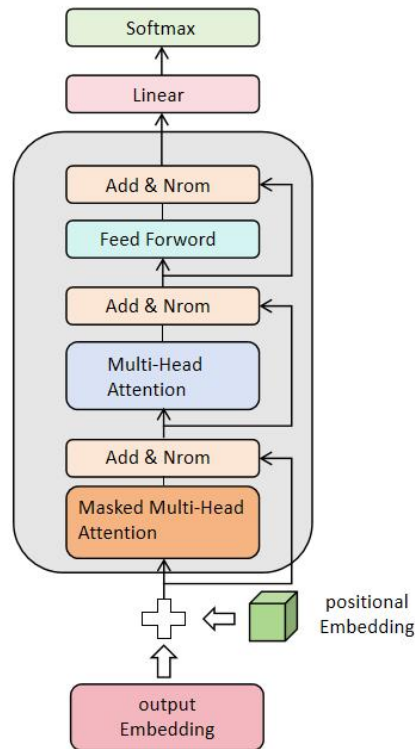 Softmax
Linear
Add & Nrom
Feed Forword
Add & Nrom
Multi-Head
Attention
Add & Nrom
Masked Multi-Head
Attention
positional
Embedding
output
Embedding